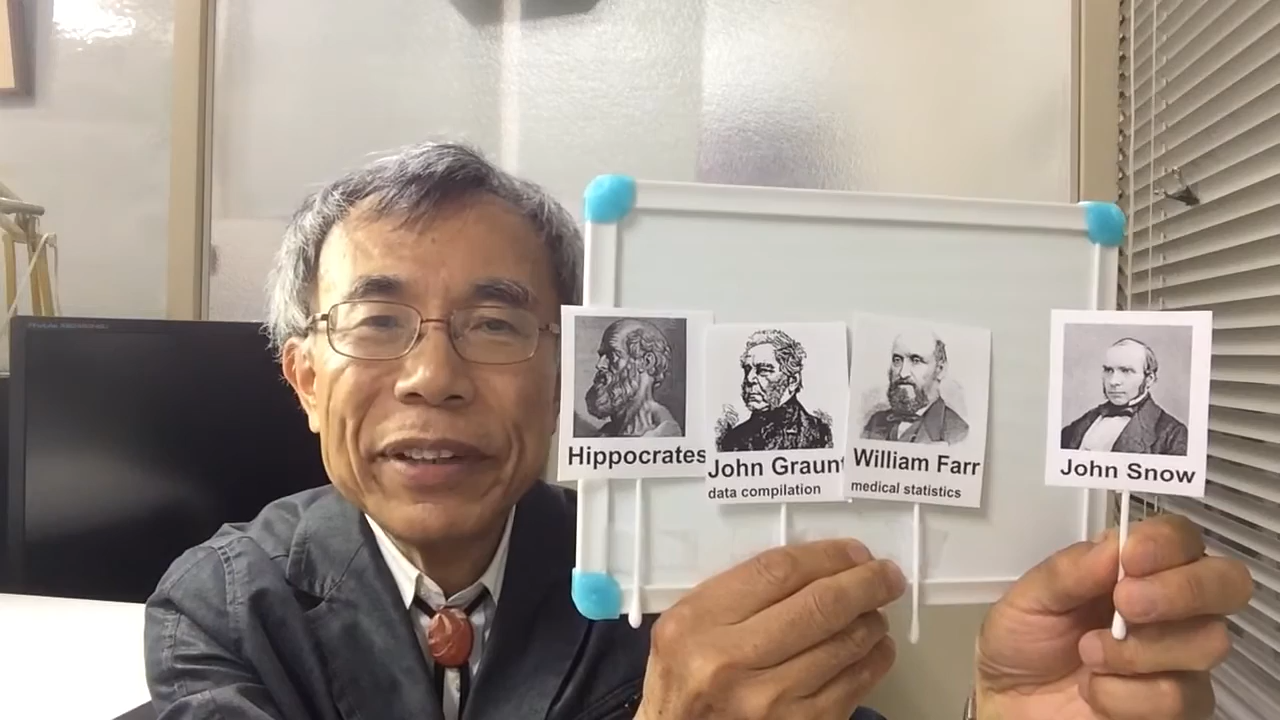 Hippocrates
John Graunt
data compilation
William Farr
medical statistics
John Snow